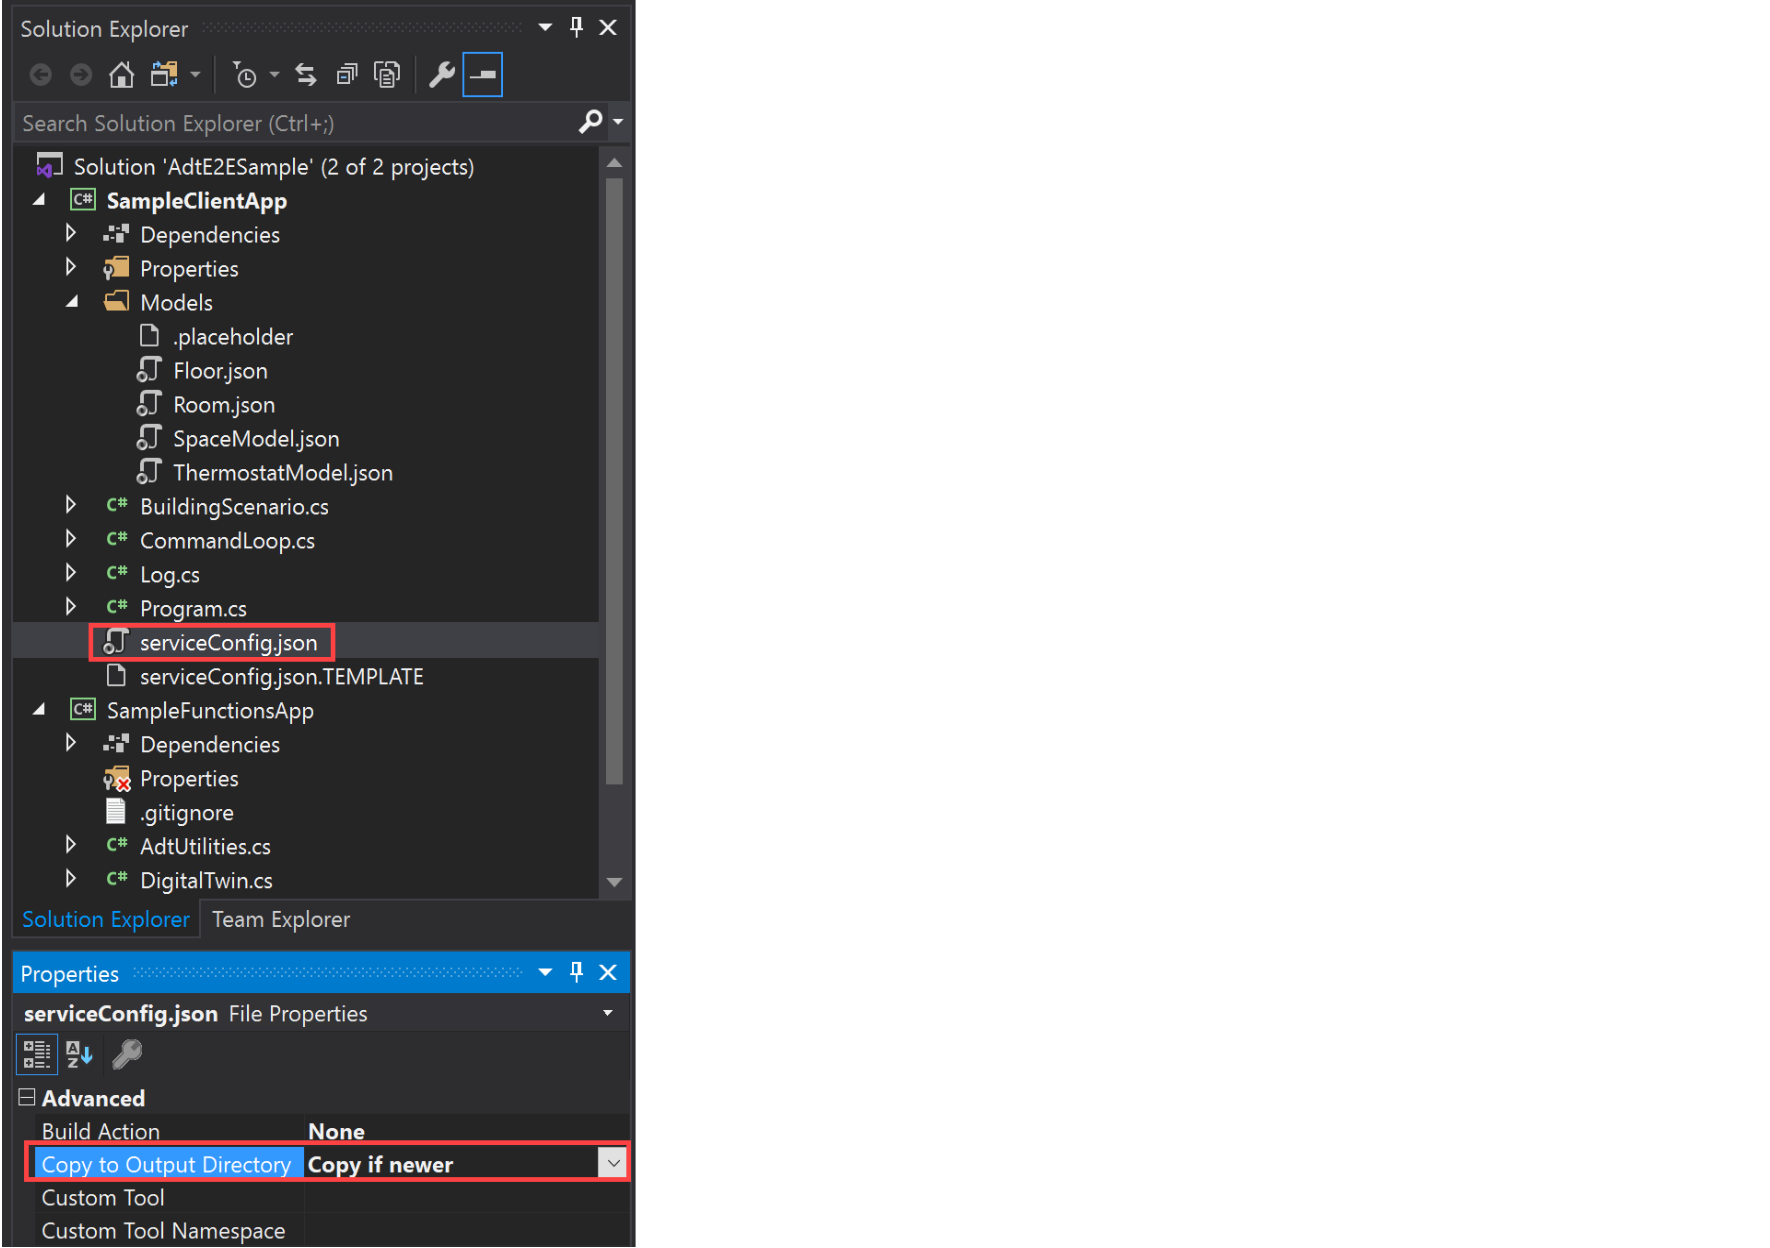 Solution Explorer
Search Solution Explorer (Ctrl+;)
Solution 'AdtE2ESample' (2 of 2 projects)
C# SampleClientApp
Dependencies
Properties
Models
.placeholder
Floor.json
Room.json
SpaceModel.json
ThermostatModel.json
C# BuildingScenario.cs
C# CommandLoop.cs
C# Log.cs
C# Program.cs
serviceConfig.json
serviceConfig.json.TEMPLATE
C# SampleFunctionsApp
Dependencies
Properties
.gitignore
C# AdtUtilities.cs
C# DigitalTwin.cs
Solution Explorer Team Explorer
Properties
serviceConfig.json File Properties
AZ
Advanced
Build Action None
Copy to Output Directory Copy if newer
Custom Tool
Custom Tool Namespace